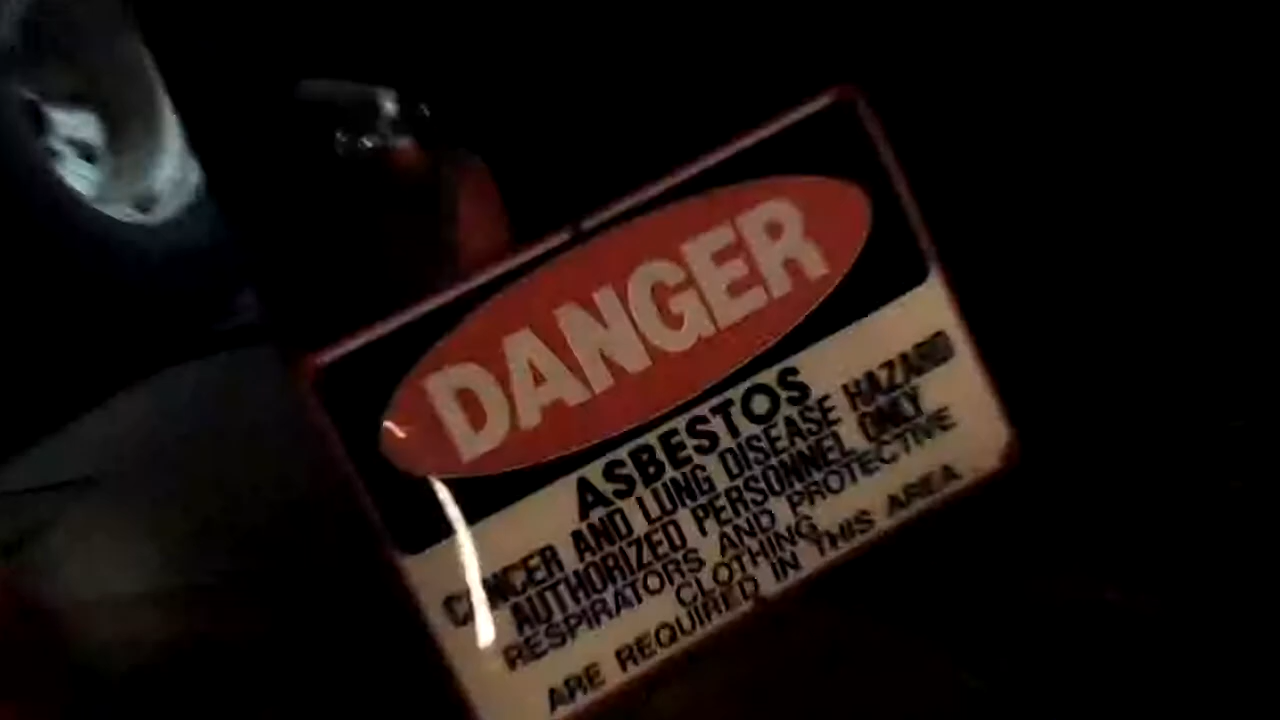 DANGER
ASBESTOS
CANCER AND LUNG DISEASE HAZARD
AUTHORIZED PERSONNEL ONLY
RESPIRATORS AND PROTECTIVE
CLOTHING
ARE REQUIRED IN THIS AREA